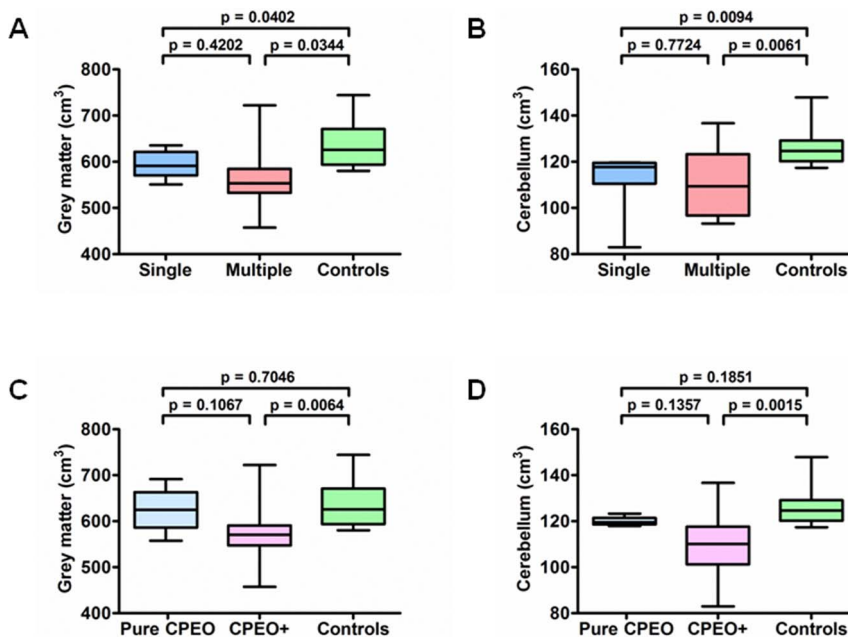 A
p = 0.0402
p = 0.4202 p = 0.0344
Grey matter (cm³)
800
700
600
500
400
Single Multiple Controls
B
p = 0.0094
p = 0.7724 p = 0.0061
Cerebellum (cm³)
160
140
120
100
80
Single Multiple Controls
C
p = 0.7046
p = 0.1067 p = 0.0064
Grey matter (cm³)
800
700
600
500
400
Pure CPEO CPEO+ Controls
D
p = 0.1851
p = 0.1357 p = 0.0015
Cerebellum (cm³)
160
140
120
100
80
Pure CPEO CPEO+ Controls